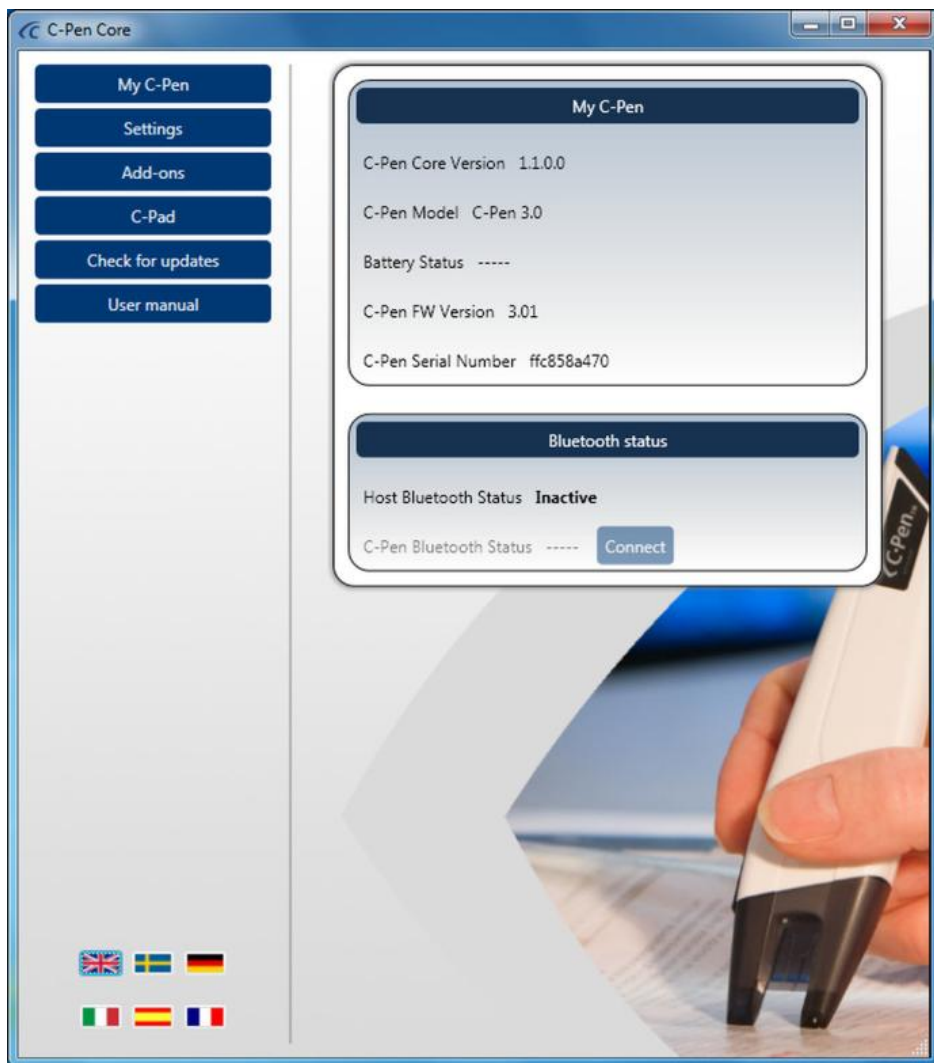 C-Pen Core
My C-Pen
Settings
Add-ons
C-Pad
Check for updates
User manual
My C-Pen
C-Pen Core Version 1.1.0.0
C-Pen Model C-Pen 3.0
Battery Status -----
C-Pen FW Version 3.01
C-Pen Serial Number ffc858a470
Bluetooth status
Host Bluetooth Status Inactive
C-Pen Bluetooth Status ----- Connect
C-Pen